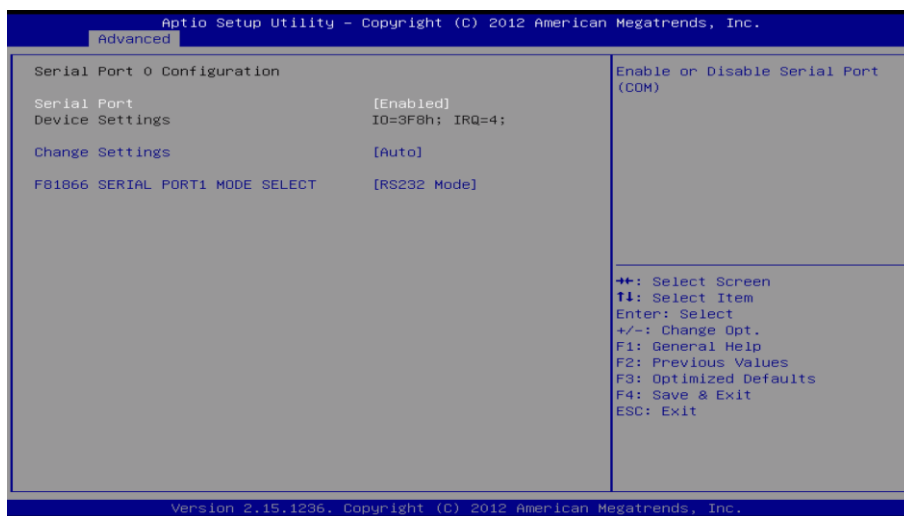 Aptio Setup Utility – Copyright (C) 2012 American Megatrends, Inc.
Advanced
Serial Port 0 Configuration
Serial Port [Enabled]
Device Settings IO=3F8h; IRQ=4;
Change Settings [Auto]
F81866 SERIAL PORT1 MODE SELECT [RS232 Mode]
Enable or Disable Serial Port
(COM)
→←: Select Screen
↑↓: Select Item
Enter: Select
+/-: Change Opt.
F1: General Help
F2: Previous Values
F3: Optimized Defaults
F4: Save & Exit
ESC: Exit
Version 2.15.1236. Copyright (C) 2012 American Megatrends, Inc.